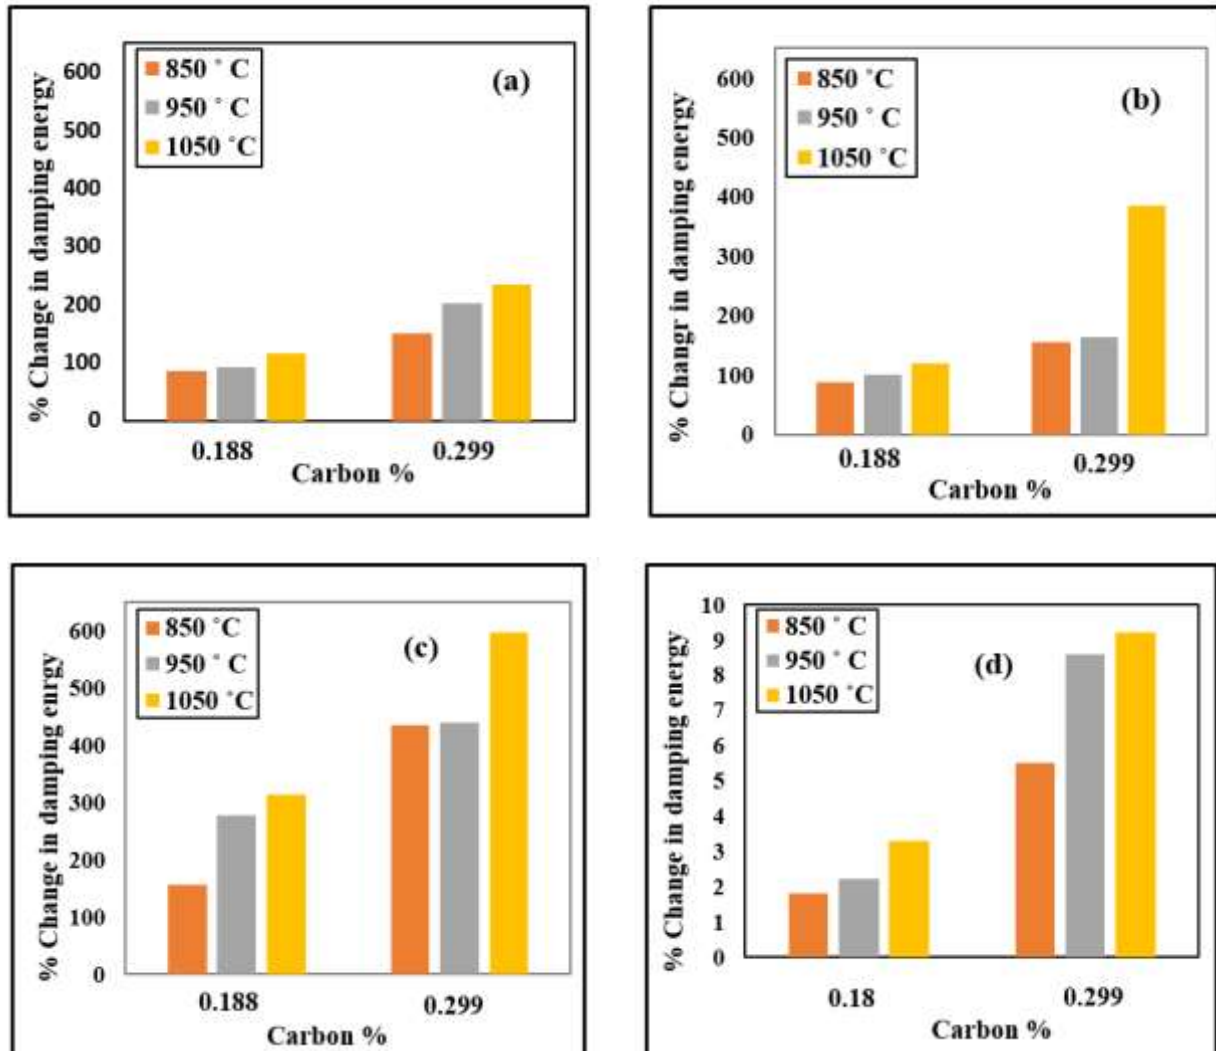 % Change in damping energy
600
500
400
300
200
100
0
850 ˚ C
950 ˚ C
1050 ˚C
(a)
0.188
0.299
Carbon %
% Changr in damping energy
600
500
400
300
200
100
0
850 ˚C
950 ˚ C
1050 ˚C
(b)
0.188
0.299
Carbon %
% Change in damping enrgy
600
500
400
300
200
100
0
850 ˚C
950 ˚ C
1050 ˚C
(c)
0.188
0.299
Carbon %
% Change in damping energy
10
9
8
7
6
5
4
3
2
1
0
850 ˚ C
950 ˚ C
1050 ˚C
(d)
0.18
0.299
Carbon %